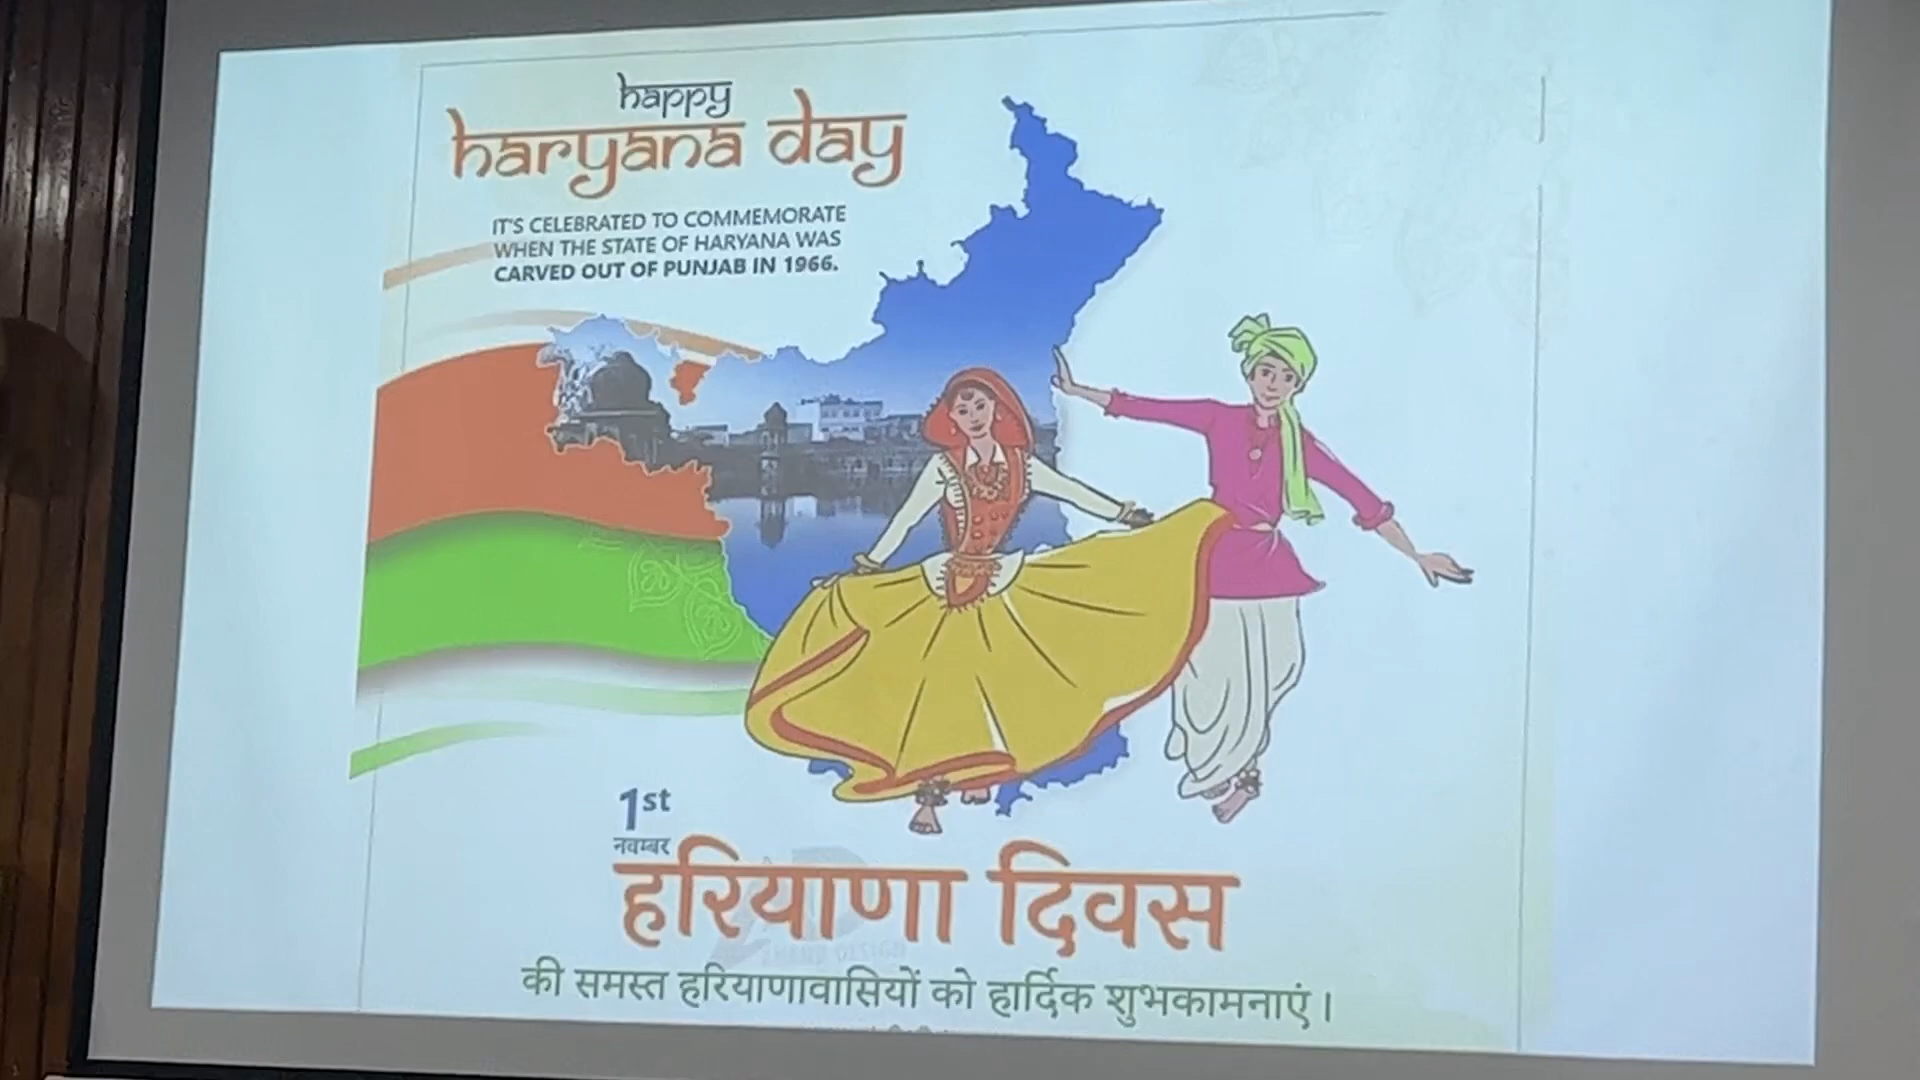 happy
haryana day
IT'S CELEBRATED TO COMMEMORATE
WHEN THE STATE OF HARYANA WAS
CARVED OUT OF PUNJAB IN 1966.
1st
नवम्बर
हरियाणा दिवस
की समस्त हरियाणावासियों को हार्दिक शुभकामनाएं।